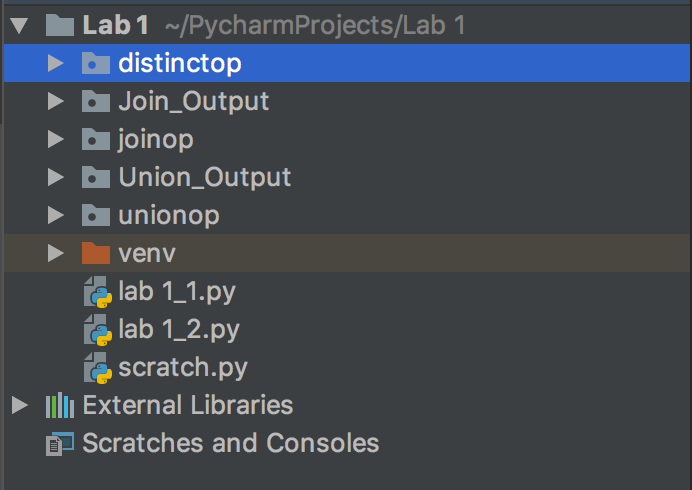 Lab 1 ~/PycharmProjects/Lab 1
distinctop
Join_Output
joinop
Union_Output
unionop
venv
lab 1_1.py
lab 1_2.py
scratch.py
External Libraries
Scratches and Consoles